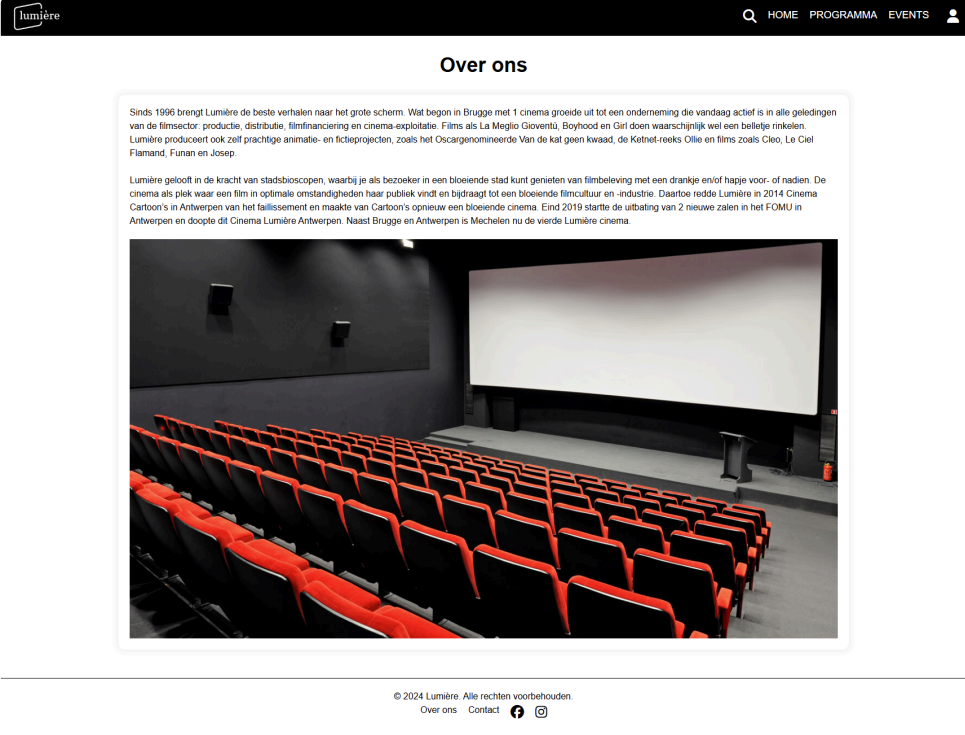 lumière
HOME PROGRAMMA EVENTS
Over ons
Sinds 1996 brengt Lumière de beste verhalen naar het grote scherm. Wat begon in Brugge met 1 cinema groeide uit tot een onderneming die vandaag actief is in alle geledingen
van de filmsector: productie, distributie, filmfinanciering en cinema-exploitatie. Films als La Meglio Gioventú, Boyhood en Girl doen waarschijnlijk wel een belletje rinkelen.
Lumière produceert ook zelf prachtige animatie- en fictieprojecten, zoals het Oscargenomineerde Van de kat geen kwaad, de Ketnet-reeks Ollie en films zoals Cleo, Le Ciel
Flamand, Funan en Josep.
Lumière gelooft in de kracht van stadsbioscopen, waarbij je als bezoeker in een bloeiende stad kunt genieten van filmbeleving met een drankje en/of hapje voor- of nadien. De
cinema als plek waar een film in optimale omstandigheden haar publiek vindt en bijdraagt tot een bloeiende filmcultuur en -industrie. Daartoe redde Lumière in 2014 Cinema
Cartoon's in Antwerpen van het faillissement en maakte van Cartoon's opnieuw een bloeiende cinema. Eind 2019 startte de uitbating van 2 nieuwe zalen in het FOMU in
Antwerpen en doopte dit Cinema Lumière Antwerpen. Naast Brugge en Antwerpen is Mechelen nu de vierde Lumière cinema.
© 2024 Lumière. Alle rechten voorbehouden.
Over ons Contact